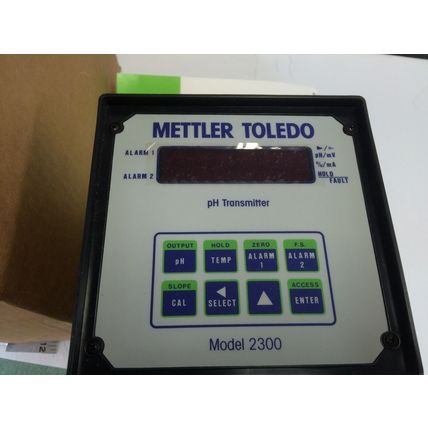 METTLER TOLEDO
ALARM 1
pH/mV
°C/mA
ALARM 2
HOLD
FAULT
pH Transmitter
OUTPUT HOLD ZERO F.S.
pH TEMP ALARM 1 ALARM 2
SLOPE ACCESS
CAL SELECT ENTER
Model 2300
12